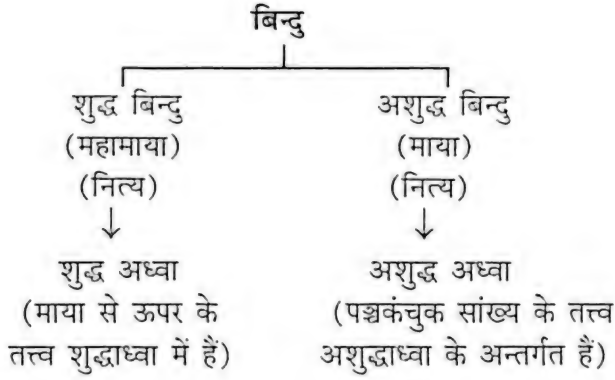 बिन्दु
शुद्ध बिन्दु
(महामाया)
(नित्य)
शुद्ध अध्वा
(माया से ऊपर के
तत्त्व शुद्धाध्वा में हैं)
अशुद्ध बिन्दु
(माया)
(नित्य)
अशुद्ध अध्वा
(पञ्चकंचुक सांख्य के तत्त्व
अशुद्धाध्वा के अन्तर्गत हैं)